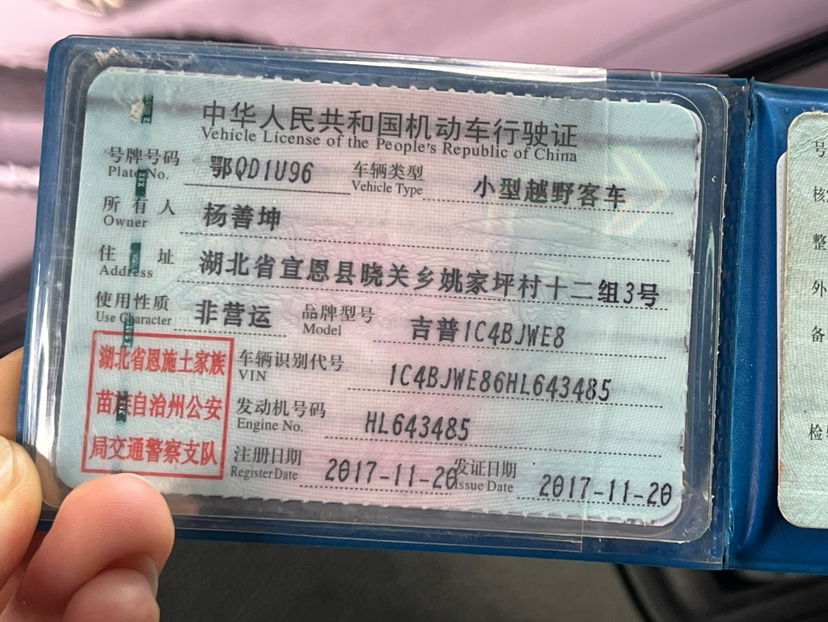 中华人民共和国机动车行驶证
Vehicle License of the People's Republic of China
号牌号码 鄂QD1U96 车辆类型 小型越野客车
Plate No. Vehicle Type
所有人 杨善坤
Owner
住址 湖北省宣恩县晓关乡姚家坪村十二组3号
Address
使用性质 非营运 品牌型号 吉普1C4BJWE8
Use Character Model
湖北省恩施土家族
苗族自治州公安
局交通警察支队
车辆识别代号 1C4BJWE86HL643485
VIN
发动机号码 HL643485
Engine No.
注册日期 2017-11-20 发证日期 2017-11-20
Register Date Issue Date
号
核
整
外
备
检